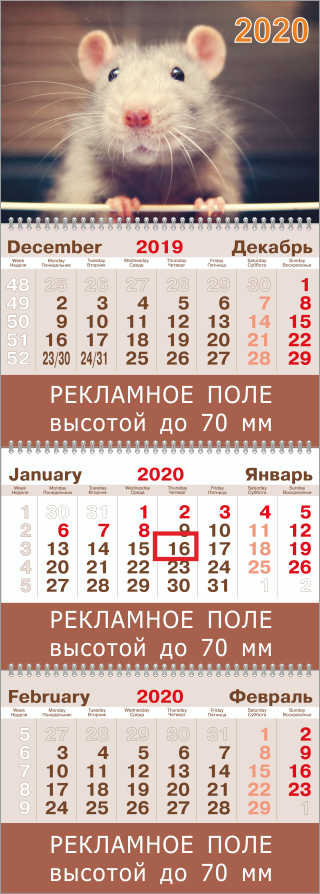 2020
December 2019 Декабрь
Week Неделя Monday Понедельник Tuesday Вторник Wednesday Среда Thursday Четверг Friday Пятница Saturday Суббота Sunday Воскресенье
48 25 26 27 28 29 30 1
49 2 3 4 5 6 7 8
50 9 10 11 12 13 14 15
51 16 17 18 19 20 21 22
52 23/30 24/31 25 26 27 28 29
РЕКЛАМНОЕ ПОЛЕ
высотой до 70 мм
January 2020 Январь
Week Неделя Monday Понедельник Tuesday Вторник Wednesday Среда Thursday Четверг Friday Пятница Saturday Суббота Sunday Воскресенье
1 30 31 1 2 3 4 5
2 6 7 8 9 10 11 12
3 13 14 15 16 17 18 19
4 20 21 22 23 24 25 26
5 27 28 29 30 31 1 2
РЕКЛАМНОЕ ПОЛЕ
высотой до 70 мм
February 2020 Февраль
Week Неделя Monday Понедельник Tuesday Вторник Wednesday Среда Thursday Четверг Friday Пятница Saturday Суббота Sunday Воскресенье
5 27 28 29 30 31 1 2
6 3 4 5 6 7 8 9
7 10 11 12 13 14 15 16
8 17 18 19 20 21 22 23
9 24 25 26 27 28 29 1
РЕКЛАМНОЕ ПОЛЕ
высотой до 70 мм